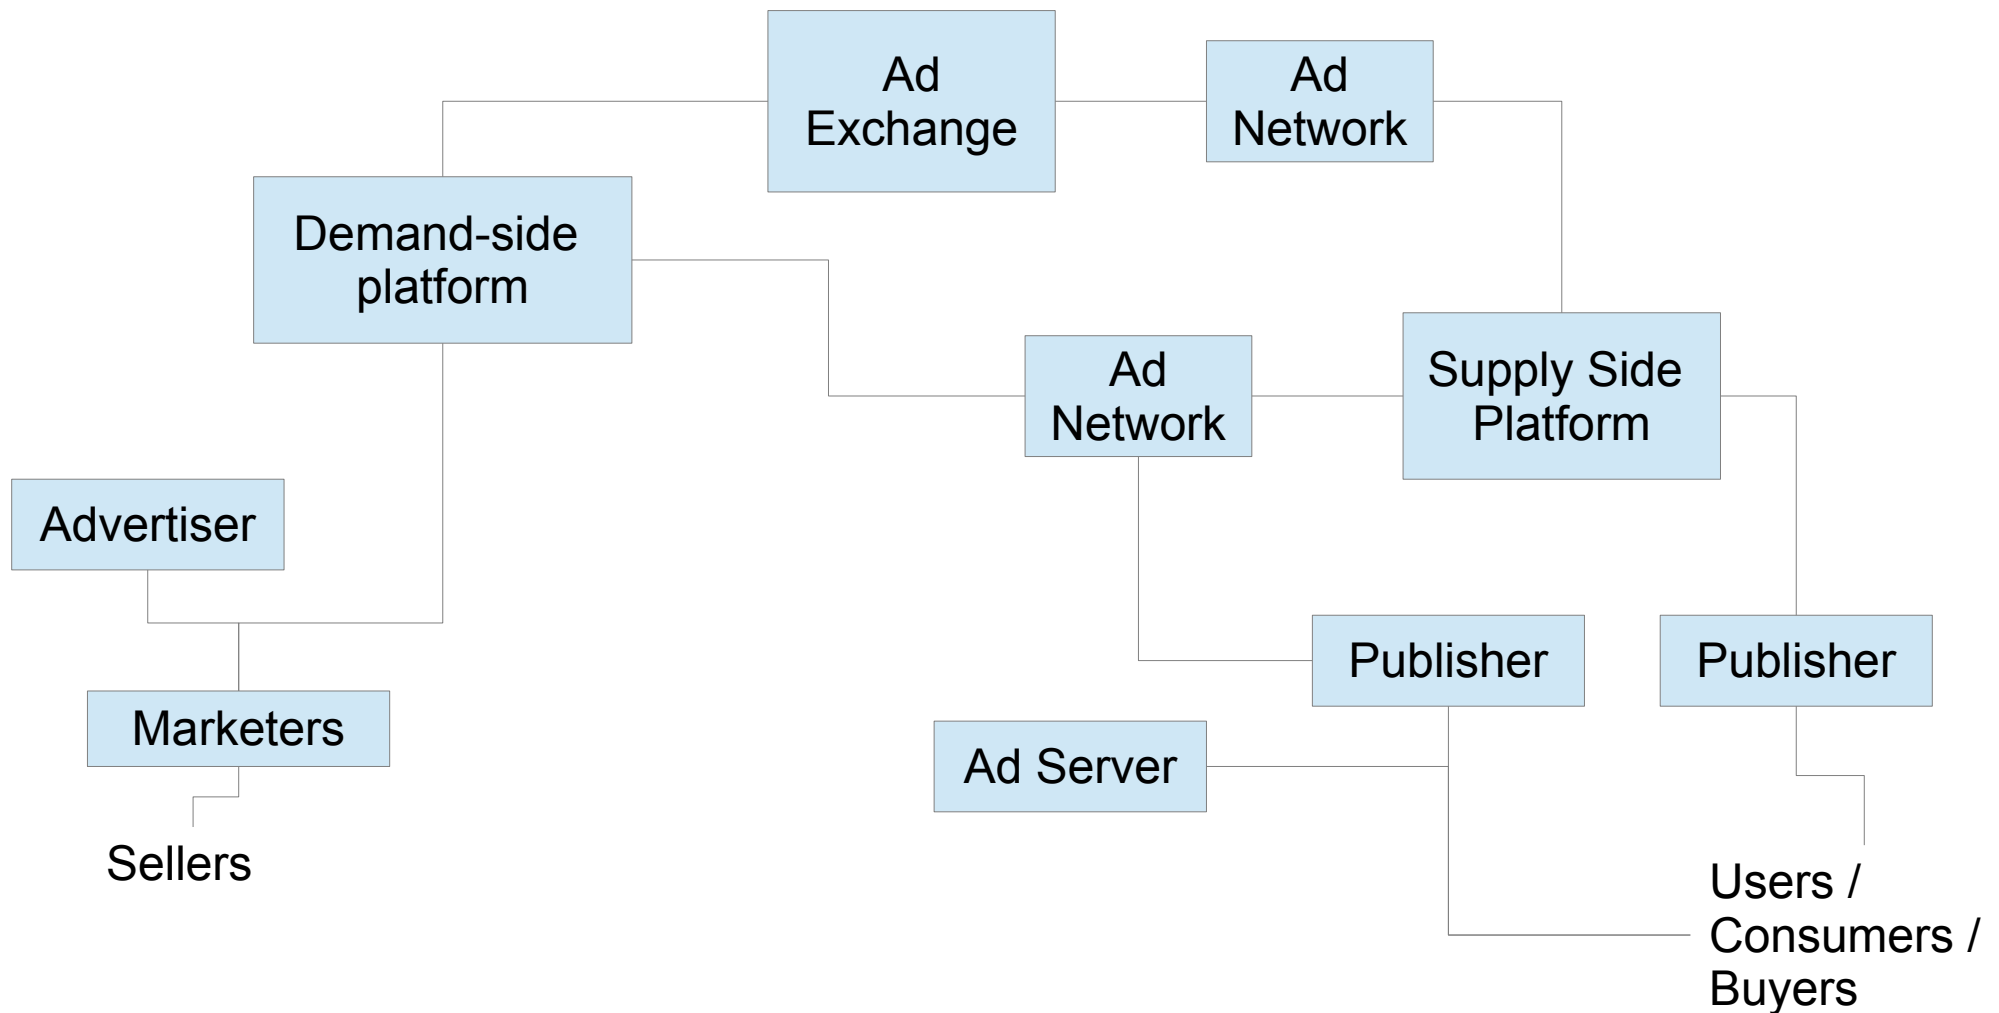 Ad
Exchange
Ad
Network
Demand-side
platform
Ad
Network
Supply Side
Platform
Advertiser
Publisher
Publisher
Marketers
Ad Server
Sellers
Users /
Consumers /
Buyers